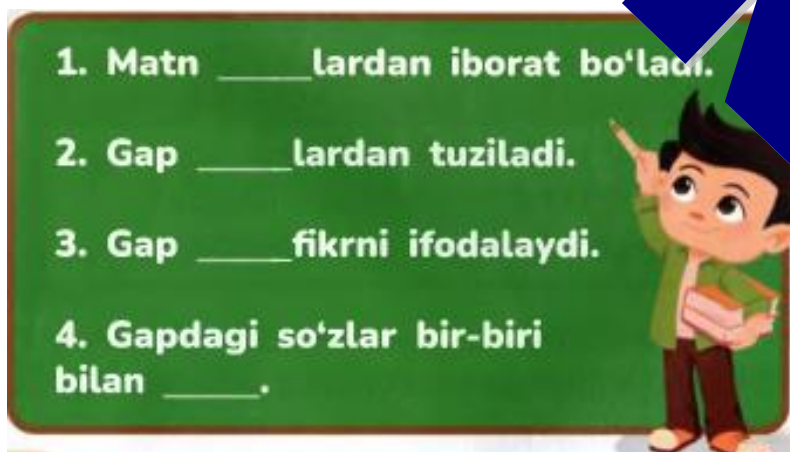 1. Matn _____lardan iborat bo‘ladi.
2. Gap _____lardan tuziladi.
3. Gap _____fikrni ifodalaydi.
4. Gapdagi so‘zlar bir-biri
bilan _____.